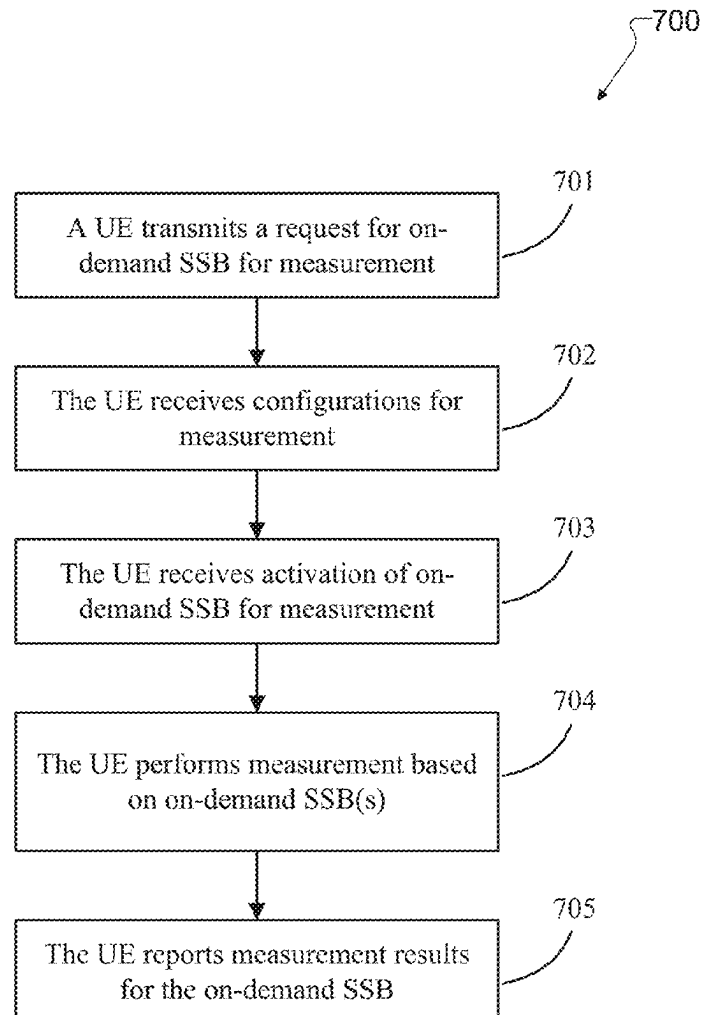 700
701
A UE transmits a request for on-
demand SSB for measurement
702
The UE receives configurations for
measurement
703
The UE receives activation of on-
demand SSB for measurement
704
The UE performs measurement based
on on-demand SSB(s)
705
The UE reports measurement results
for the on-demand SSB